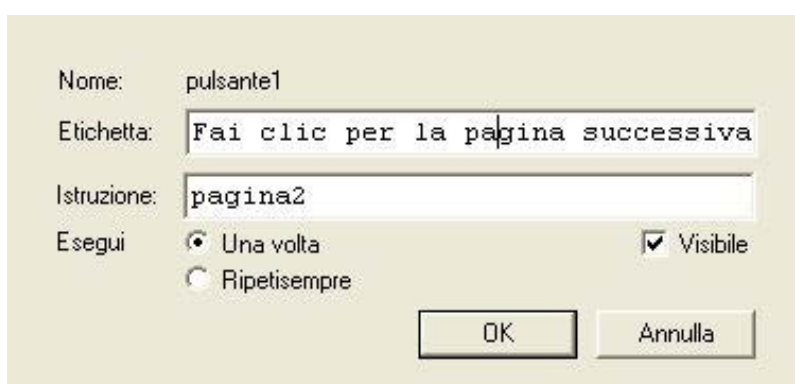 Nome: pulsante1
Etichetta: Fai clic per la pagina successiva
Istruzione: pagina2
Esegui Una volta Visibile
Ripetisempre
OK Annulla